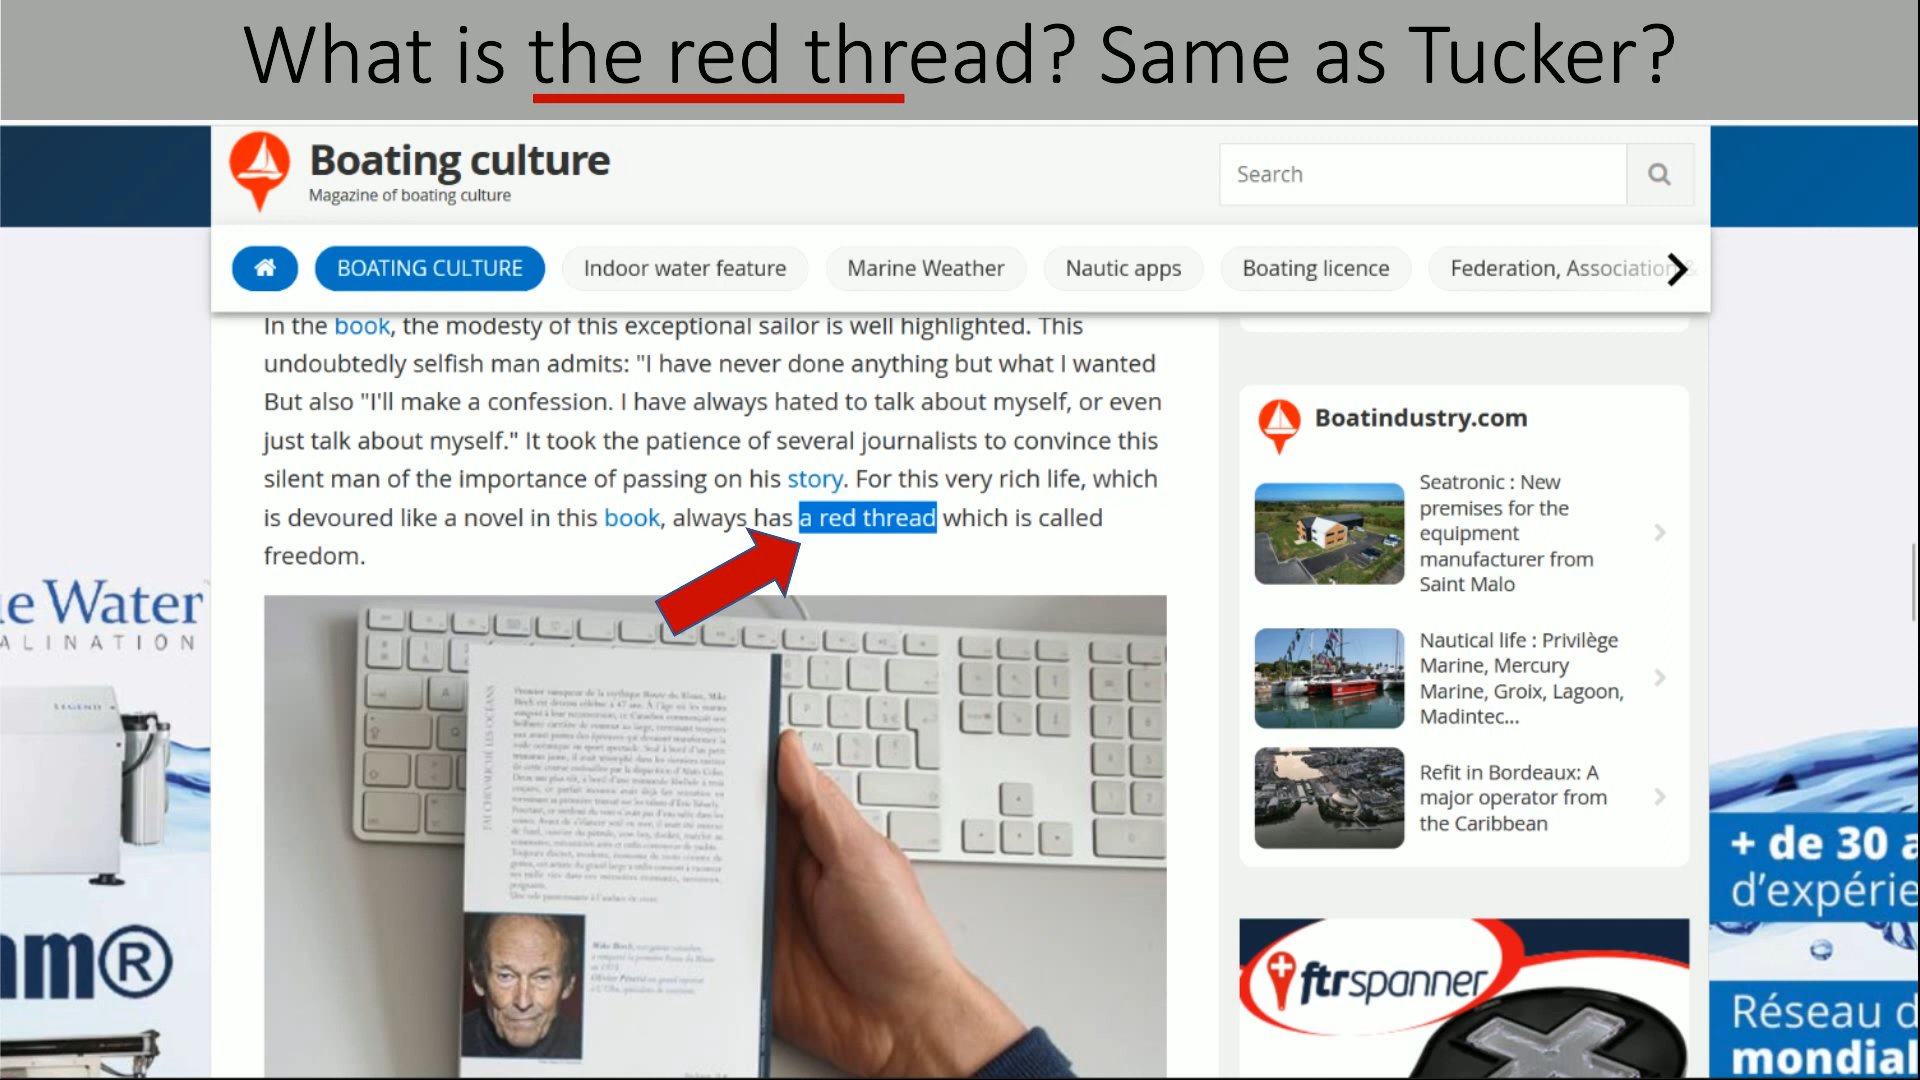 What is the red thread? Same as Tucker?
Boating culture
Magazine of boating culture
Search
BOATING CULTURE
Indoor water feature
Marine Weather
Nautic apps
Boating licence
Federation, Association &
In the book, the modesty of this exceptional sailor is well highlighted. This
undoubtedly selfish man admits: "I have never done anything but what I wanted
But also "I'll make a confession. I have always hated to talk about myself, or even
just talk about myself." It took the patience of several journalists to convince this
silent man of the importance of passing on his story. For this very rich life, which
is devoured like a novel in this book, always has a red thread which is called
freedom.
Boatindustry.com
Seatronic : New
premises for the
equipment
manufacturer from
Saint Malo
Nautical life : Privilège
Marine, Mercury
Marine, Groix, Lagoon,
Madintec...
Refit in Bordeaux: A
major operator from
the Caribbean
e Water
ALINATION
LEGEND
m®
ftrspanner
+ de 30 a
d'expérie
Réseau d
mondial